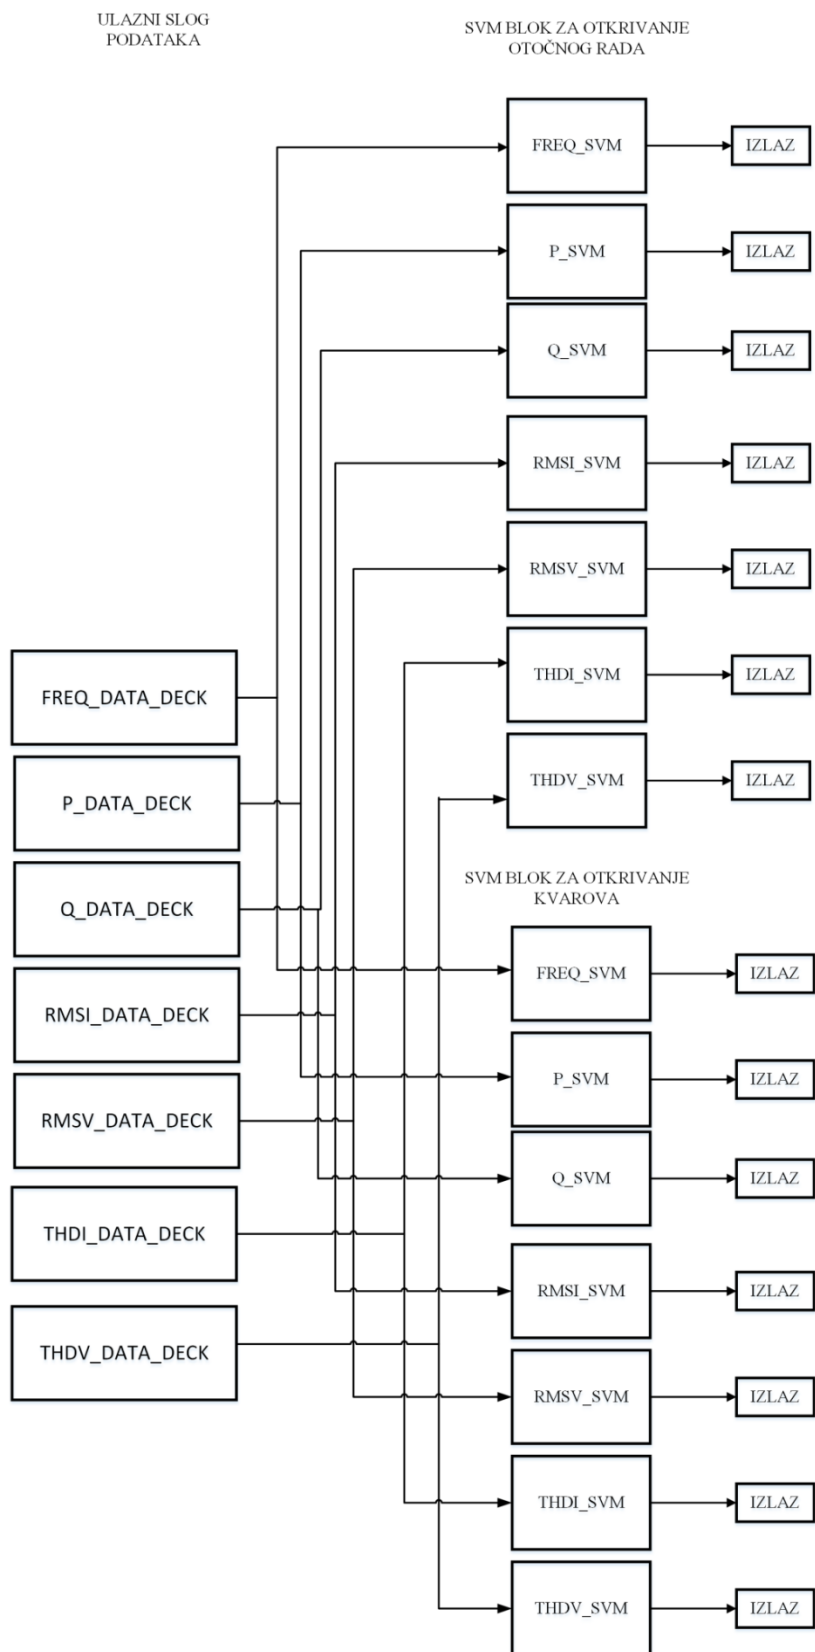 ULAZNI SLOG
PODATAKA
SVM BLOK ZA OTKRIVANJE
OTOČNOG RADA
FREQ_SVM
IZLAZ
P_SVM
IZLAZ
Q_SVM
IZLAZ
RMSI_SVM
IZLAZ
RMSV_SVM
IZLAZ
THDI_SVM
IZLAZ
THDV_SVM
IZLAZ
FREQ_DATA_DECK
P_DATA_DECK
Q_DATA_DECK
RMSI_DATA_DECK
RMSV_DATA_DECK
THDI_DATA_DECK
THDV_DATA_DECK
SVM BLOK ZA OTKRIVANJE
KVAROVA
FREQ_SVM
IZLAZ
P_SVM
IZLAZ
Q_SVM
IZLAZ
RMSI_SVM
IZLAZ
RMSV_SVM
IZLAZ
THDI_SVM
IZLAZ
THDV_SVM
IZLAZ